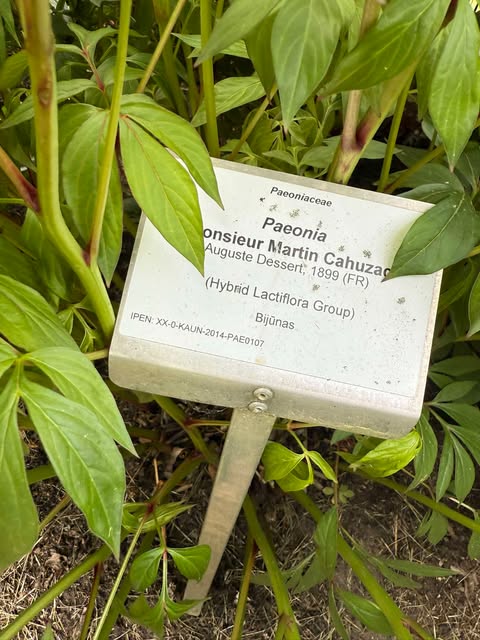 Paeoniaceae
Paeonia
onsieur Martin Cahuzac
Auguste Dessert, 1899 (FR)
(Hybrid Lactiflora Group)
Bijūnas
IPEN: XX-0-KAUN-2014-PAE0107